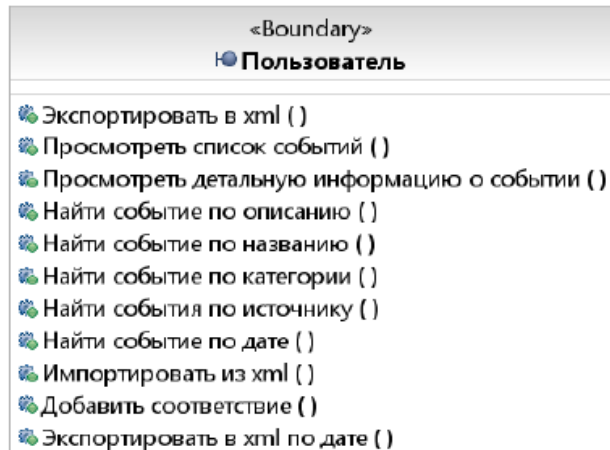 «Boundary»
Пользователь
Экспортировать в xml ( )
Просмотреть список событий ( )
Просмотреть детальную информацию о событии ( )
Найти событие по описанию ( )
Найти событие по названию ( )
Найти событие по категории ( )
Найти события по источнику ( )
Найти событие по дате ( )
Импортировать из xml ( )
Добавить соответствие ( )
Экспортировать в xml по дате ( )